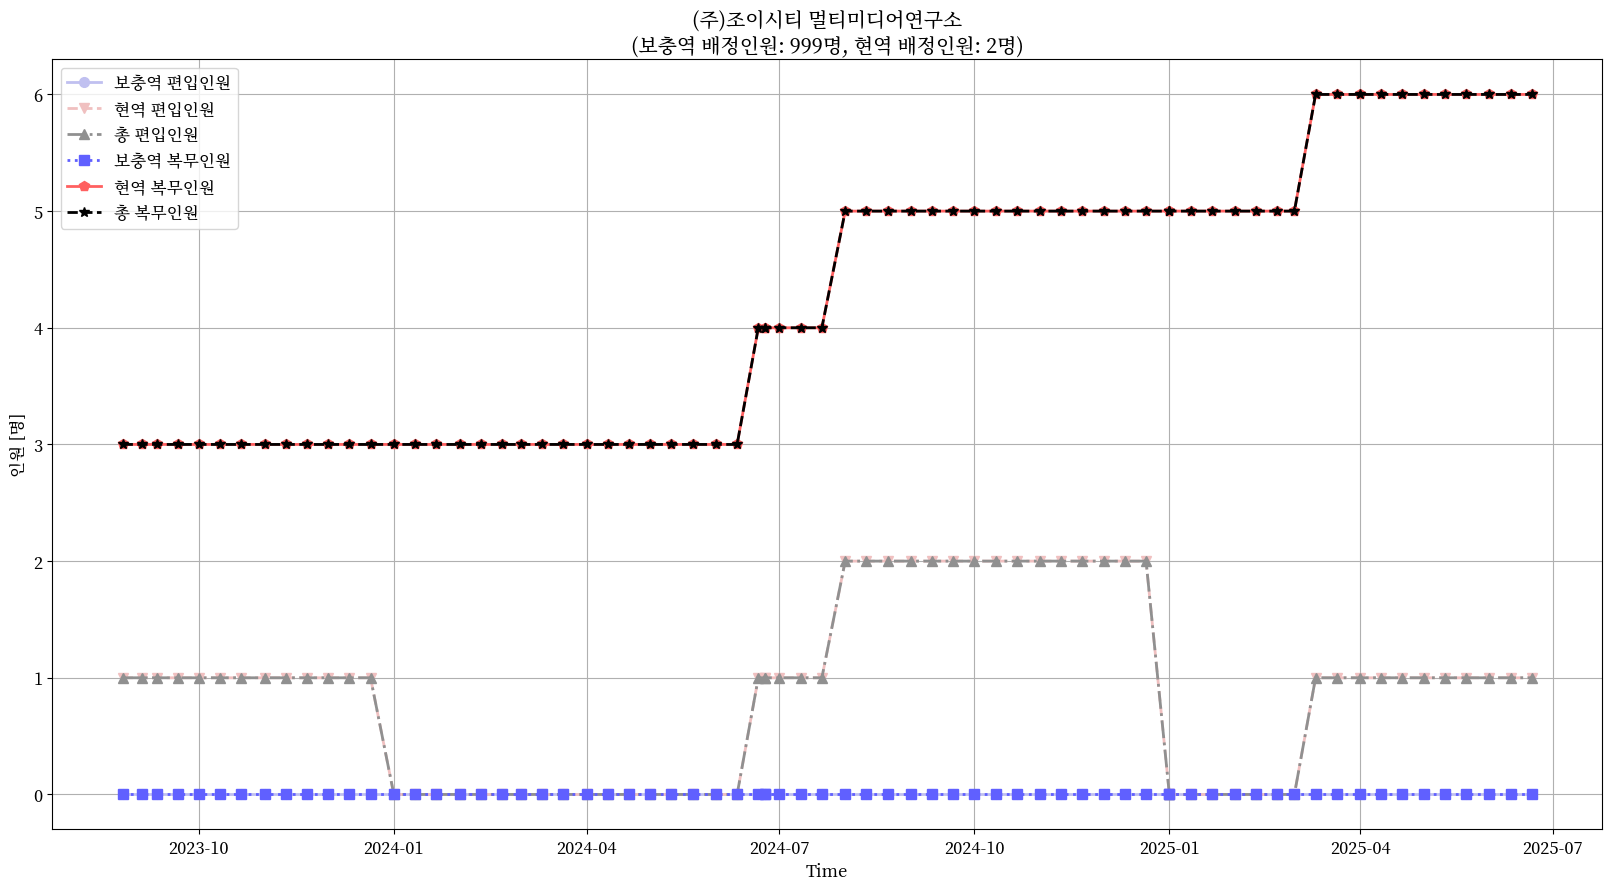 (주)조이시티 멀티미디어연구소
(보충역 배정인원: 999명, 현역 배정인원: 2명)
보충역 편입인원
현역 편입인원
총 편입인원
보충역 복무인원
현역 복무인원
총 복무인원
6
5
4
3
2
1
0
인원 [명]
2023-10
2024-01
2024-04
2024-07
2024-10
2025-01
2025-04
2025-07
Time